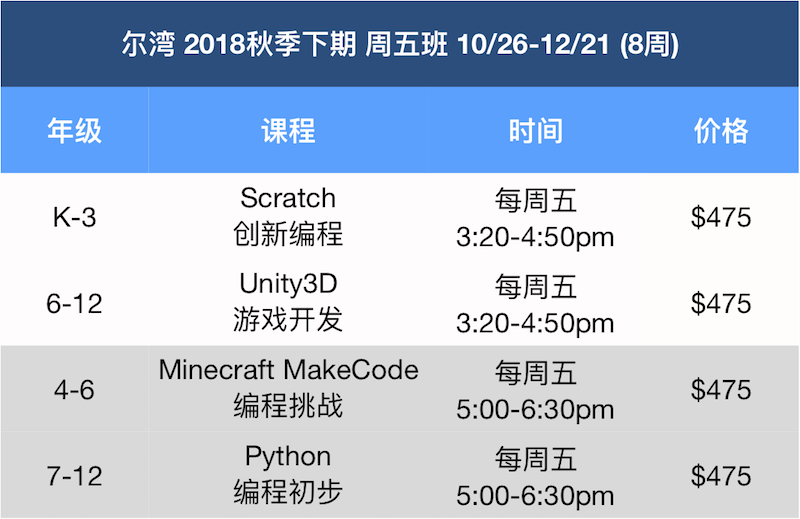 尔湾 2018秋季下期 周五班 10/26-12/21 (8周)
年级 课程 时间 价格
K-3 Scratch 创新编程 每周五 3:20-4:50pm $475
6-12 Unity3D 游戏开发 每周五 3:20-4:50pm $475
4-6 Minecraft MakeCode 编程挑战 每周五 5:00-6:30pm $475
7-12 Python 编程初步 每周五 5:00-6:30pm $475